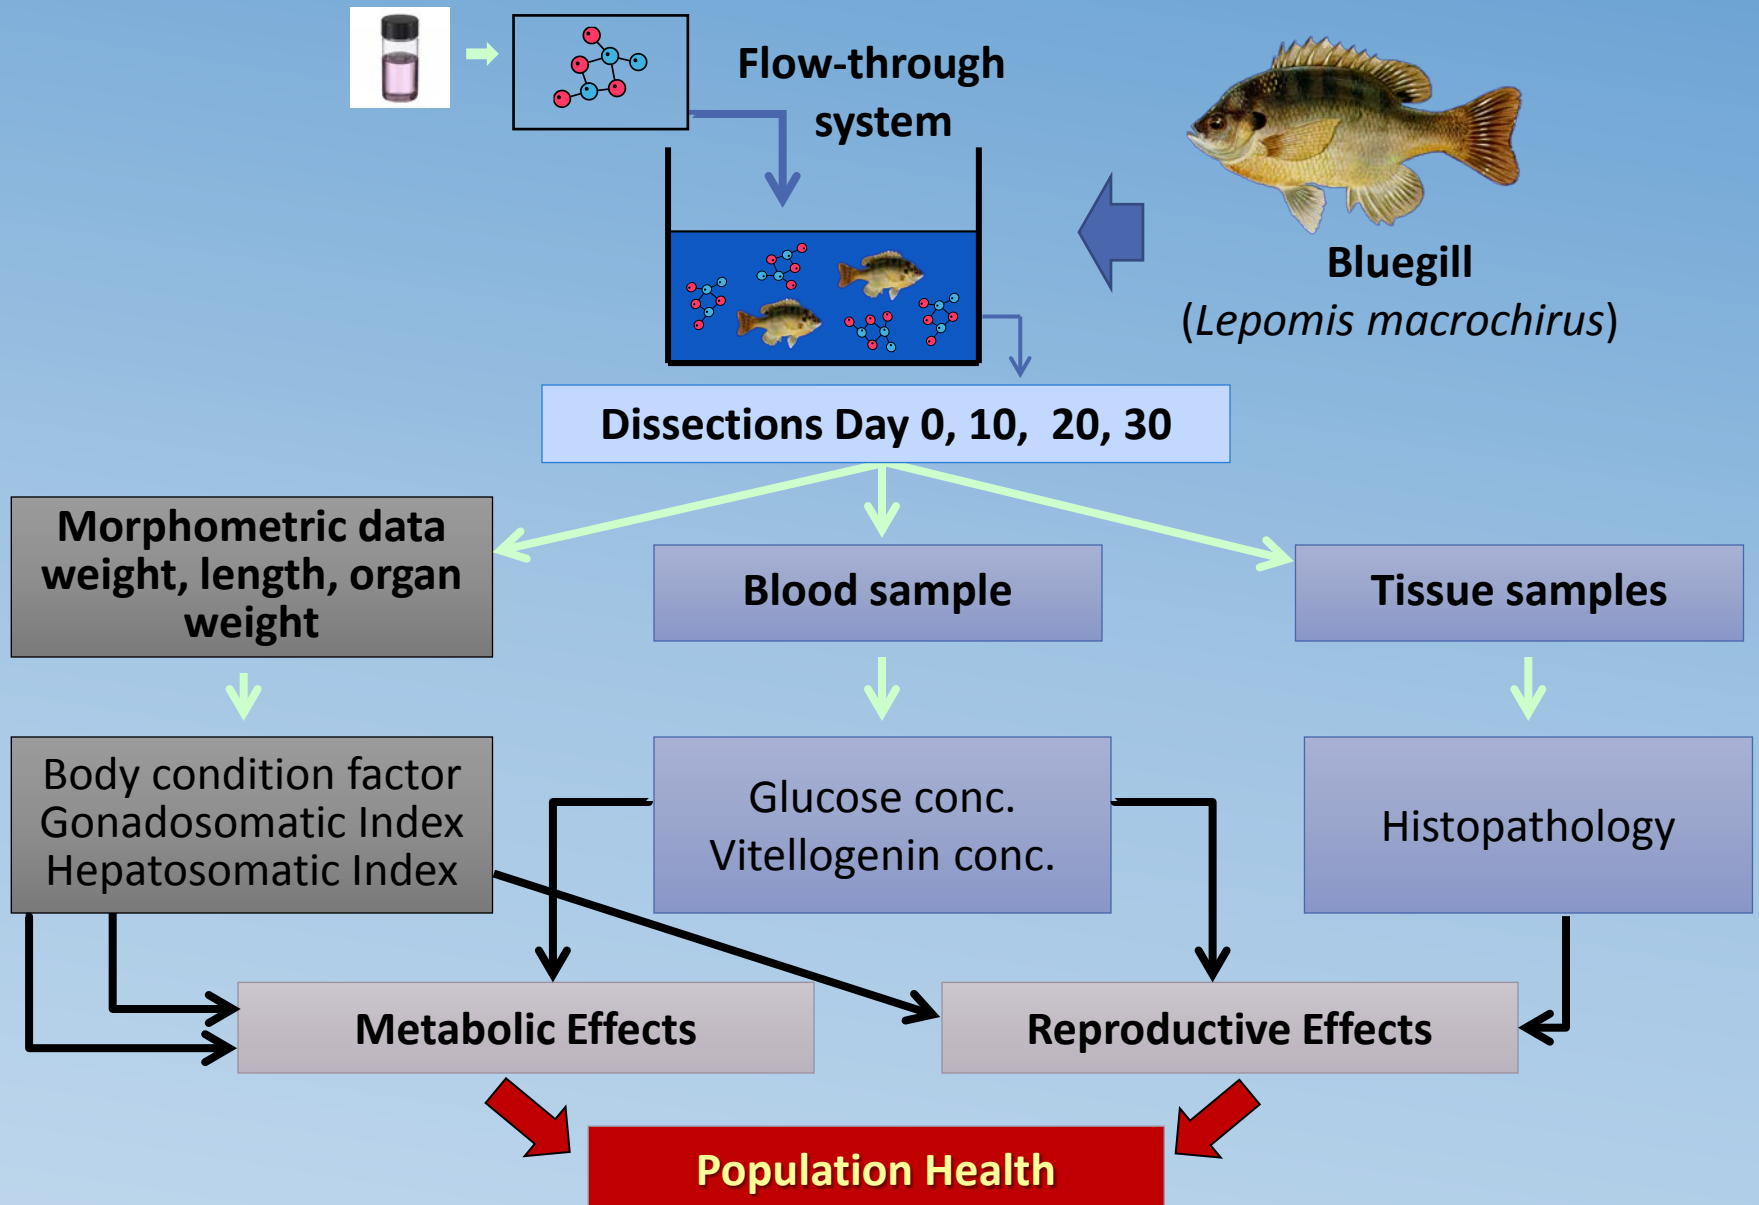 Flow-through
system
Bluegill
(Lepomis macrochirus)
Dissections Day 0, 10,  20, 30
Morphometric data
weight, length, organ
weight
Blood sample
Tissue samples
Body condition factor
Gonadosomatic Index
Hepatosomatic Index
Glucose conc.
Vitellogenin conc.
Histopathology
Metabolic Effects
Reproductive Effects
Population Health